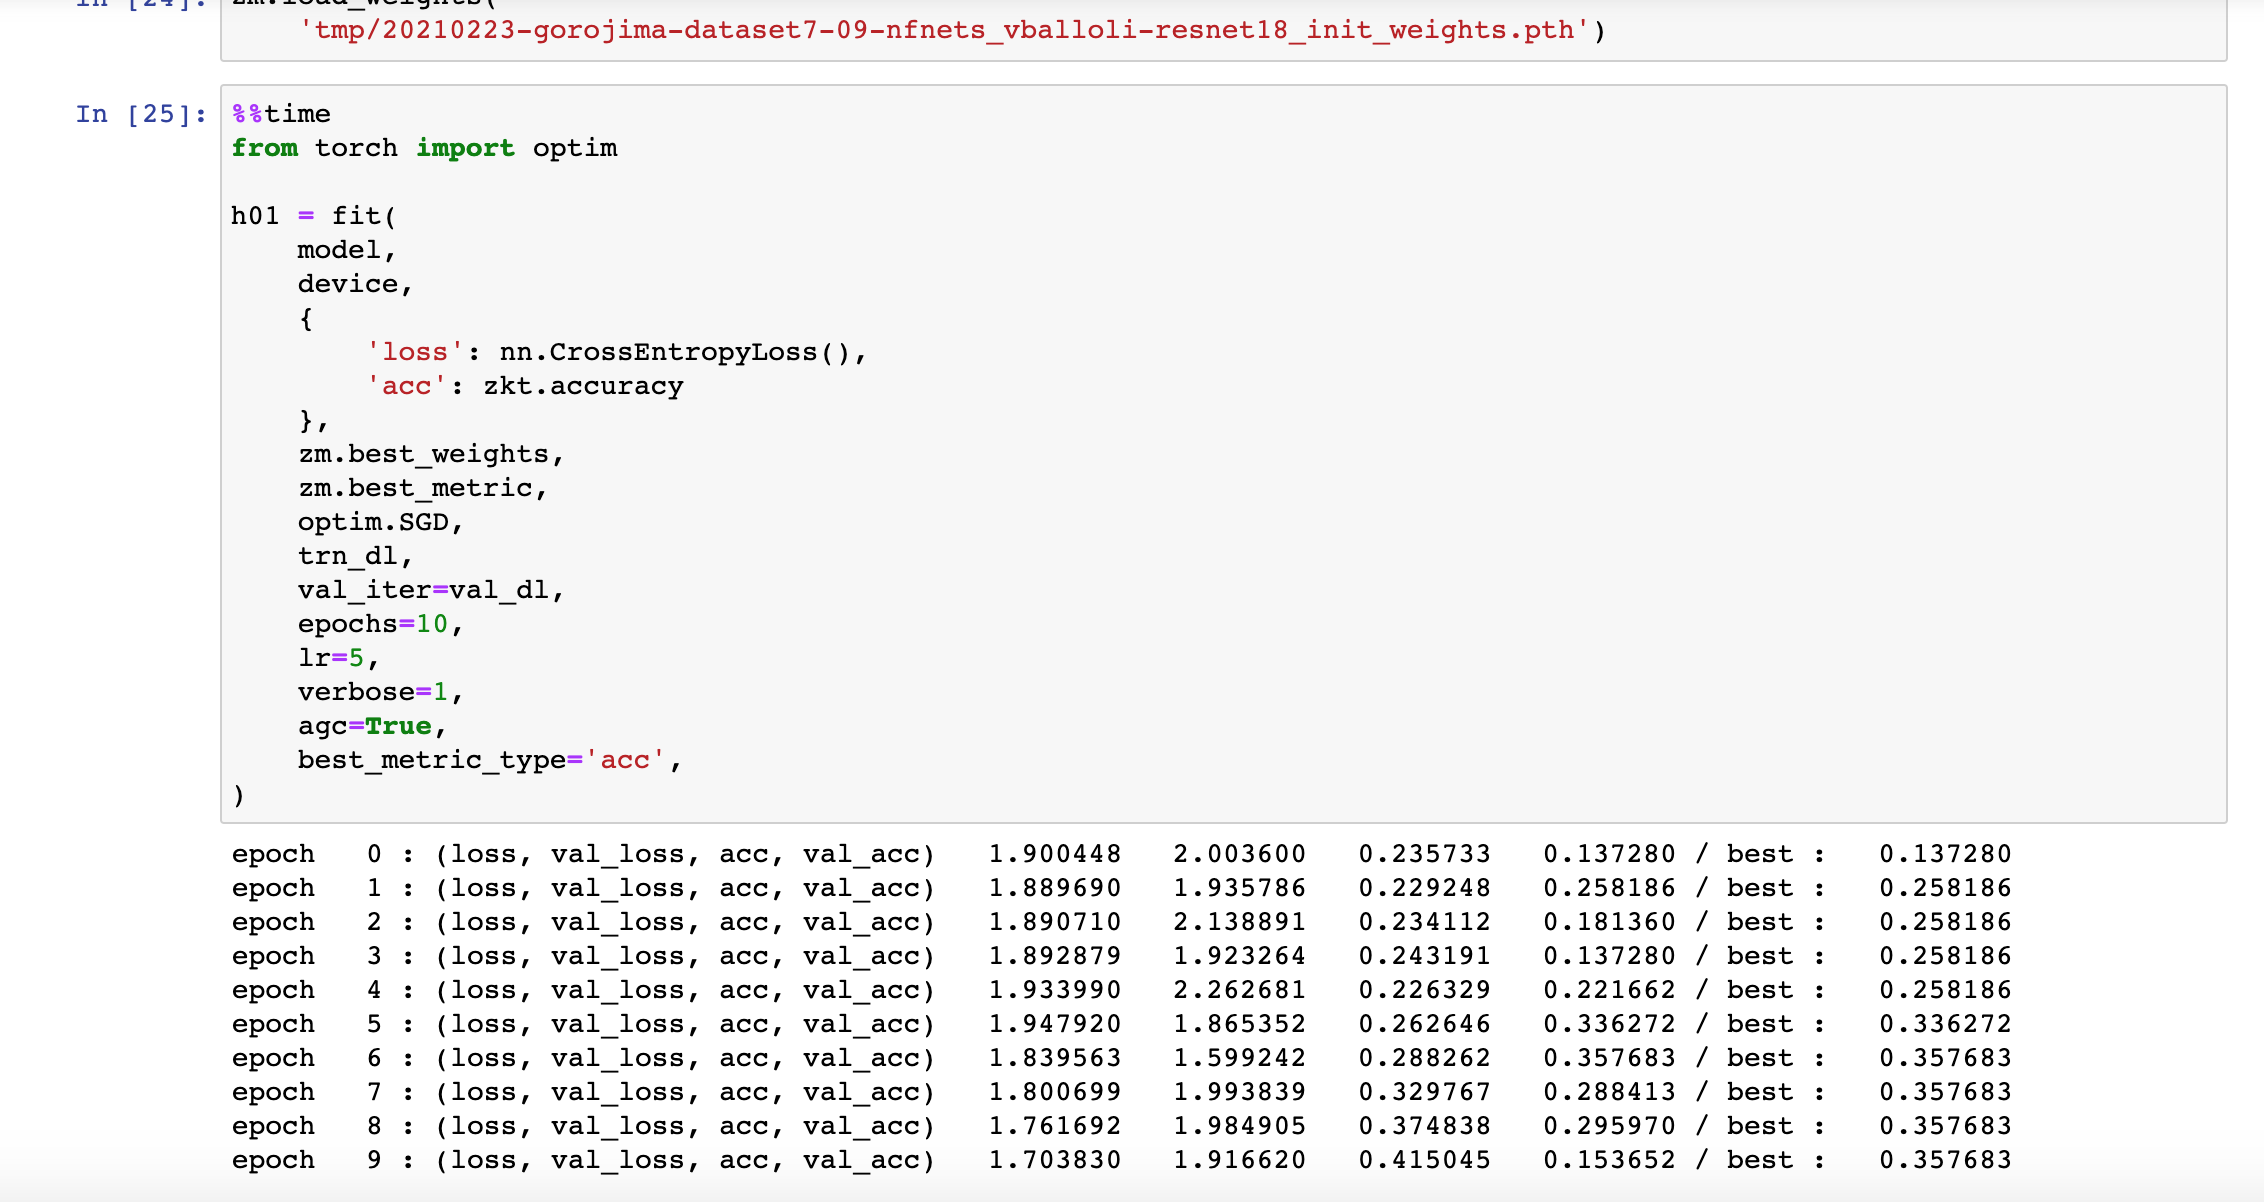 In [24]: zm.load_weights(
    'tmp/20210223-gorojima-dataset7-09-nfnets_vballoli-resnet18_init_weights.pth')
In [25]: %%time
from torch import optim

h01 = fit(
    model,
    device,
    {
        'loss': nn.CrossEntropyLoss(),
        'acc': zkt.accuracy
    },
    zm.best_weights,
    zm.best_metric,
    optim.SGD,
    trn_dl,
    val_iter=val_dl,
    epochs=10,
    lr=5,
    verbose=1,
    agc=True,
    best_metric_type='acc',
)
epoch   0 : (loss, val_loss, acc, val_acc)   1.900448   2.003600   0.235733   0.137280 / best :   0.137280
epoch   1 : (loss, val_loss, acc, val_acc)   1.889690   1.935786   0.229248   0.258186 / best :   0.258186
epoch   2 : (loss, val_loss, acc, val_acc)   1.890710   2.138891   0.234112   0.181360 / best :   0.258186
epoch   3 : (loss, val_loss, acc, val_acc)   1.892879   1.923264   0.243191   0.137280 / best :   0.258186
epoch   4 : (loss, val_loss, acc, val_acc)   1.933990   2.262681   0.226329   0.221662 / best :   0.258186
epoch   5 : (loss, val_loss, acc, val_acc)   1.947920   1.865352   0.262646   0.336272 / best :   0.336272
epoch   6 : (loss, val_loss, acc, val_acc)   1.839563   1.599242   0.288262   0.357683 / best :   0.357683
epoch   7 : (loss, val_loss, acc, val_acc)   1.800699   1.993839   0.329767   0.288413 / best :   0.357683
epoch   8 : (loss, val_loss, acc, val_acc)   1.761692   1.984905   0.374838   0.295970 / best :   0.357683
epoch   9 : (loss, val_loss, acc, val_acc)   1.703830   1.916620   0.415045   0.153652 / best :   0.357683